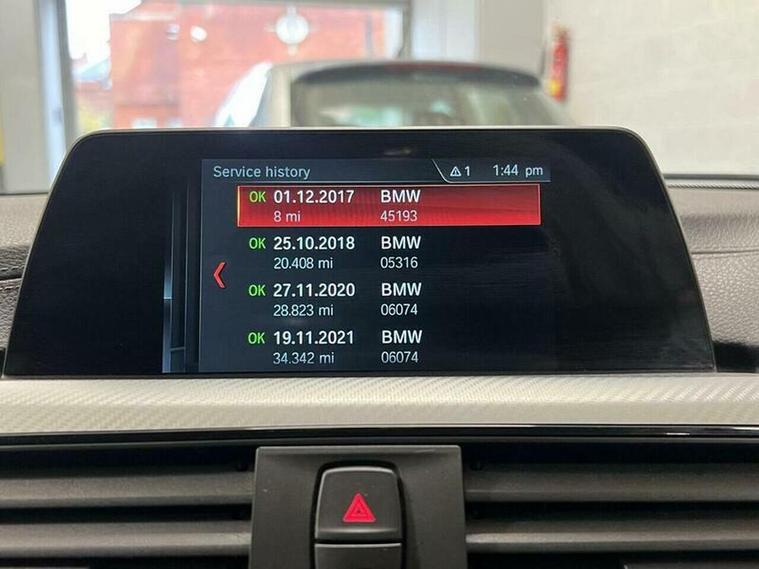 Service history 1 1:44 pm
OK 01.12.2017 BMW
8 mi 45193
OK 25.10.2018 BMW
20.408 mi 05316
OK 27.11.2020 BMW
28.823 mi 06074
OK 19.11.2021 BMW
34.342 mi 06074